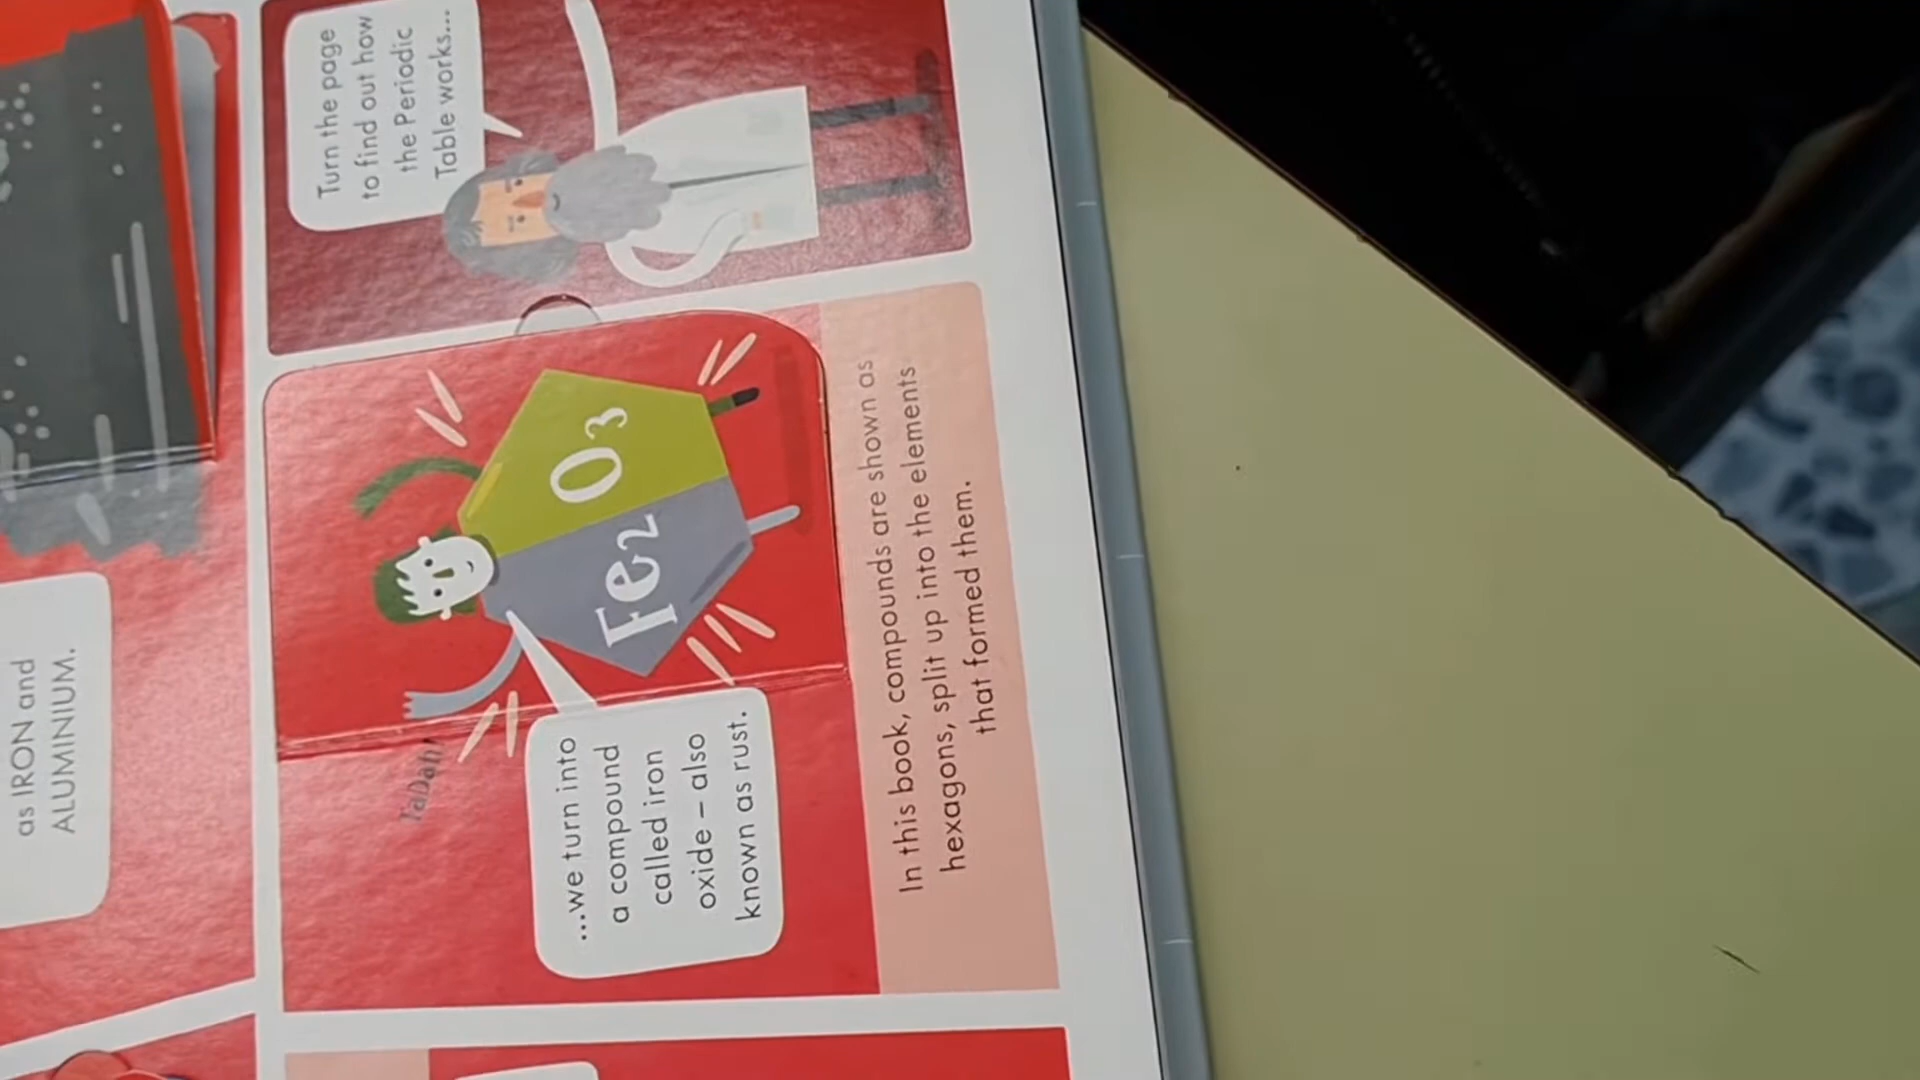 as IRON and
ALUMINIUM.
TaDah!
...we turn into
a compound
called iron
oxide – also
known as rust.
Fe2 O3
In this book, compounds are shown as
hexagons, split up into the elements
that formed them.
Turn the page
to find out how
the Periodic
Table works...